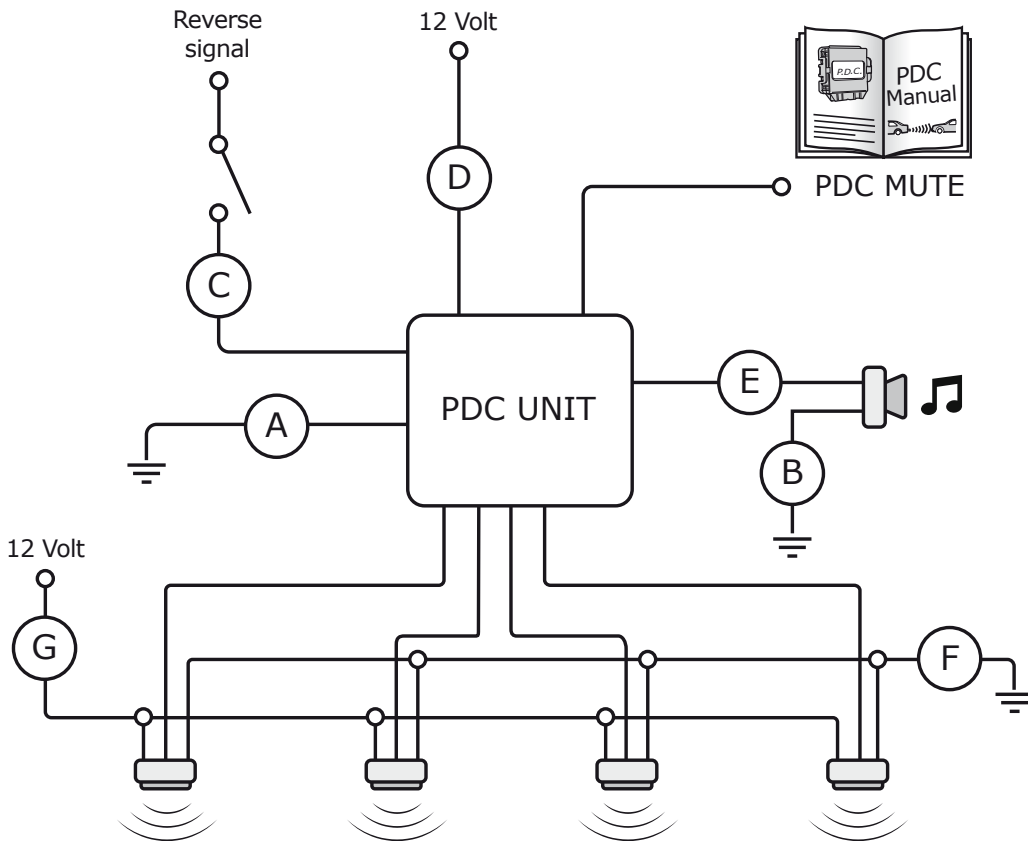 Reverse
signal
12 Volt
P.D.C.
PDC
Manual
PDC MUTE
D
C
PDC UNIT
E
A
B
12 Volt
G
F